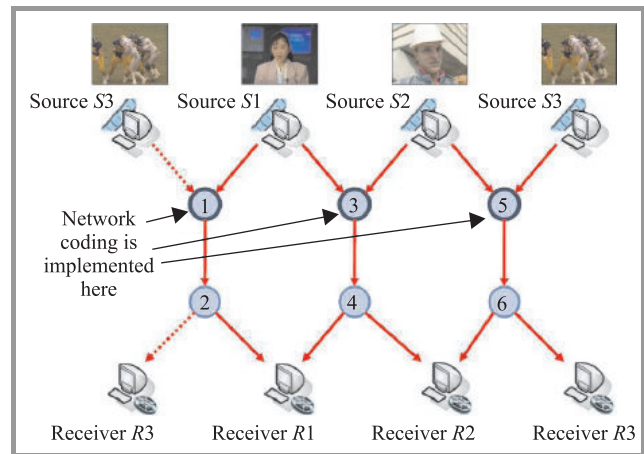 Source S3 Source S1 Source S2 Source S3
1 3 5
Network
coding is
implemented
here
2 4 6
Receiver R3 Receiver R1 Receiver R2 Receiver R3